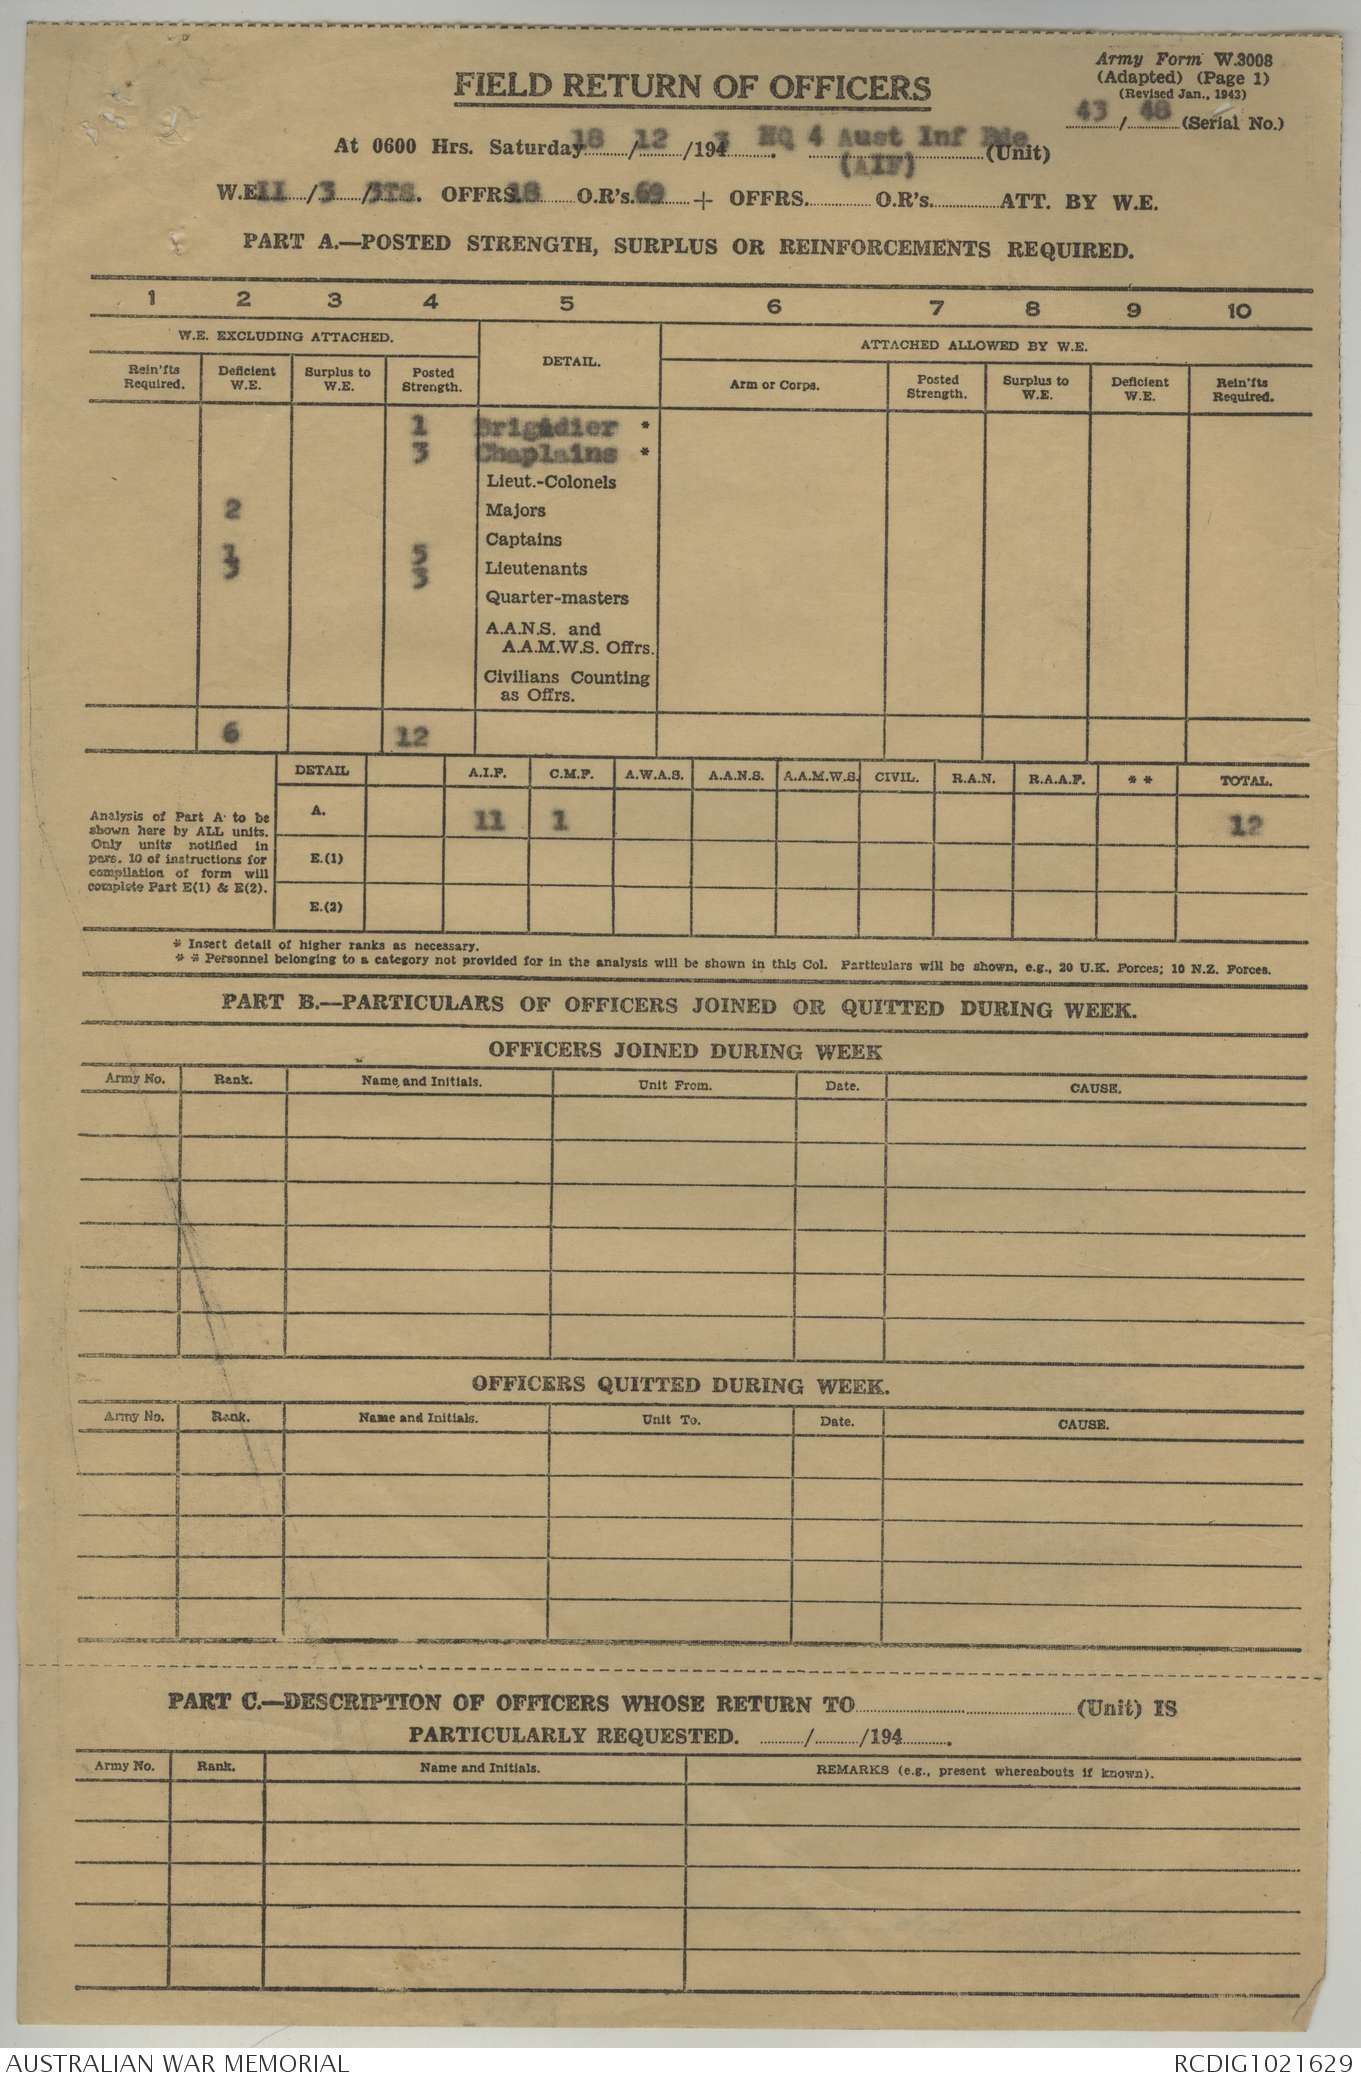 Army Form W.3008
(Adapted) (Page 1)
(Revised Jan., 1943)
43 / 48 (Serial No.)
FIELD RETURN OF OFFICERS
At 0600 Hrs. Saturday 18 / 12 /194 3. HQ 4 Aust Inf Bde (Unit)
(AIF)
W.E. 11 / 3 / 3TS. OFFRS. 18 O.R's. 69 + OFFRS. O.R's. ATT. BY W.E.
PART A.—POSTED STRENGTH, SURPLUS OR REINFORCEMENTS REQUIRED.
1 2 3 4 5 6 7 8 9 10
W.E. EXCLUDING ATTACHED. DETAIL. ATTACHED ALLOWED BY W.E.
Rein'fts Required. Deficient W.E. Surplus to W.E. Posted Strength. Arm or Corps. Posted Strength. Surplus to W.E. Deficient W.E. Rein'fts Required.
1 Brigadier *
3 Chaplains *
Lieut.-Colonels
2 Majors
Captains
1 5
Lieutenants
3 3
Quarter-masters
A.A.N.S. and
A.A.M.W.S. Offrs.
Civilians Counting
as Offrs.
6 12
DETAIL A.I.F. C.M.F. A.W.A.S. A.A.N.S. A.A.M.W.S. CIVIL. R.A.N. R.A.A.F. * * TOTAL.
A. 11 1 12
E.(1)
E.(2)
Analysis of Part A to be
shown here by ALL units.
Only units notified in
para. 10 of instructions for
compilation of form will
complete Part E(1) & E(2).
* Insert detail of higher ranks as necessary.
* * Personnel belonging to a category not provided for in the analysis will be shown in this Col. Particulars will be shown, e.g., 20 U.K. Forces; 10 N.Z. Forces.
PART B.—PARTICULARS OF OFFICERS JOINED OR QUITTED DURING WEEK.
OFFICERS JOINED DURING WEEK
Army No. Rank. Name and Initials. Unit From. Date. CAUSE.
OFFICERS QUITTED DURING WEEK.
Army No. Rank. Name and Initials. Unit To. Date. CAUSE.
PART C.—DESCRIPTION OF OFFICERS WHOSE RETURN TO (Unit) IS
PARTICULARLY REQUESTED. / /194 .
Army No. Rank. Name and Initials. REMARKS (e.g., present whereabouts if known).
AUSTRALIAN WAR MEMORIAL
RCDIG1021629